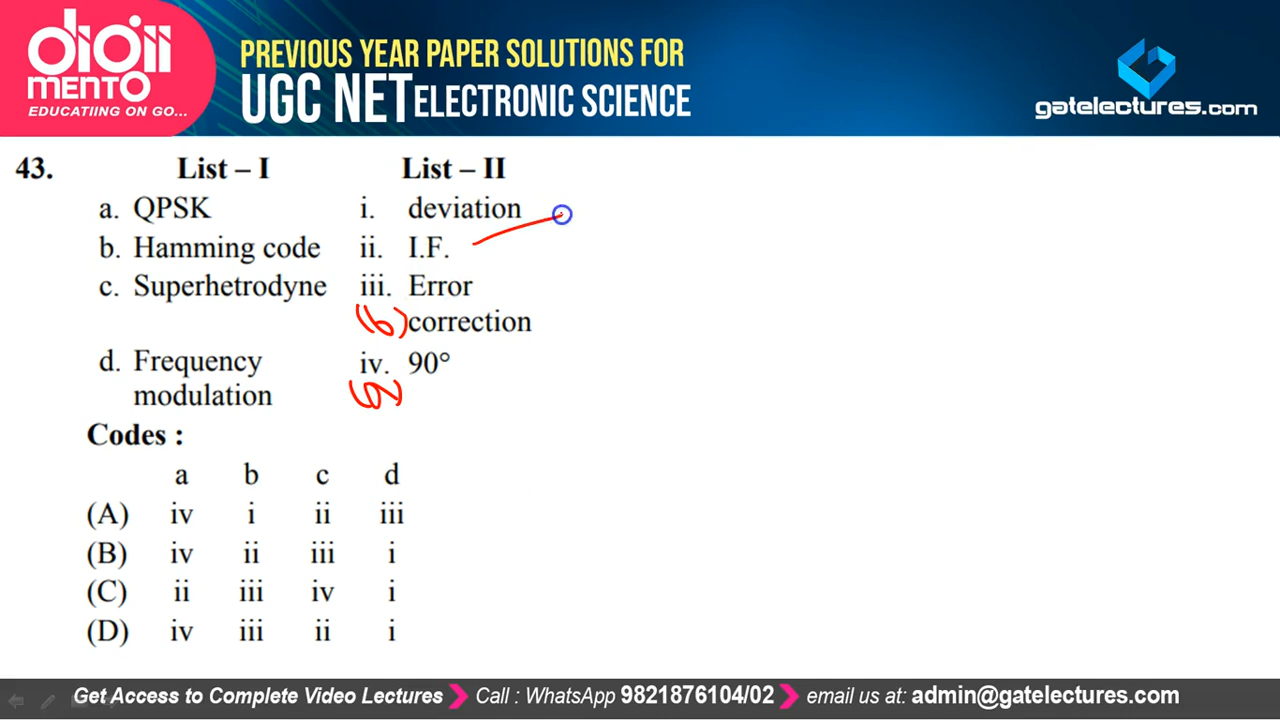 digii
MENTO
EDUCATIING ON GO...
PREVIOUS YEAR PAPER SOLUTIONS FOR
UGC NET ELECTRONIC SCIENCE
gatelectures.com
43. List – I List – II
a. QPSK i. deviation
b. Hamming code ii. I.F.
c. Superhetrodyne iii. Error
(b) correction
d. Frequency iv. 90°
modulation
Codes :
a b c d
(A) iv i ii iii
(B) iv ii iii i
(C) ii iii iv i
(D) iv iii ii i
Get Access to Complete Video Lectures Call : WhatsApp 9821876104/02 email us at: admin@gatelectures.com